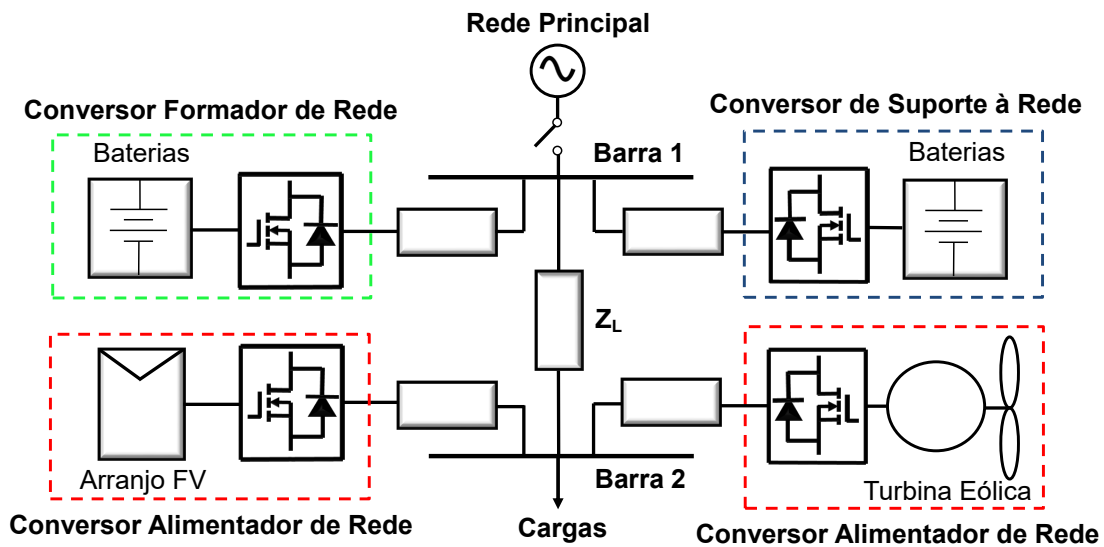 Rede Principal
Conversor Formador de Rede
Conversor de Suporte à Rede
Baterias
Barra 1
Baterias
Z_L
Arranjo FV
Barra 2
Turbina Eólica
Conversor Alimentador de Rede
Cargas
Conversor Alimentador de Rede